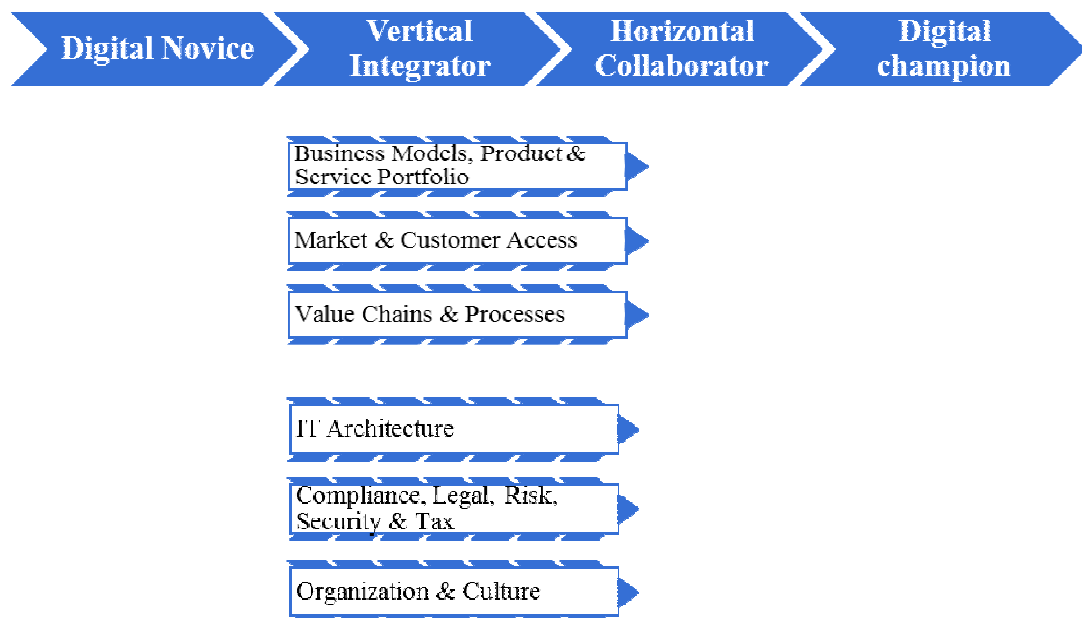 Digital Novice
Vertical
Integrator
Horizontal
Collaborator
Digital
champion
Business Models, Product &
Service Portfolio
Market & Customer Access
Value Chains & Processes
IT Architecture
Compliance, Legal, Risk,
Security & Tax
Organization & Culture